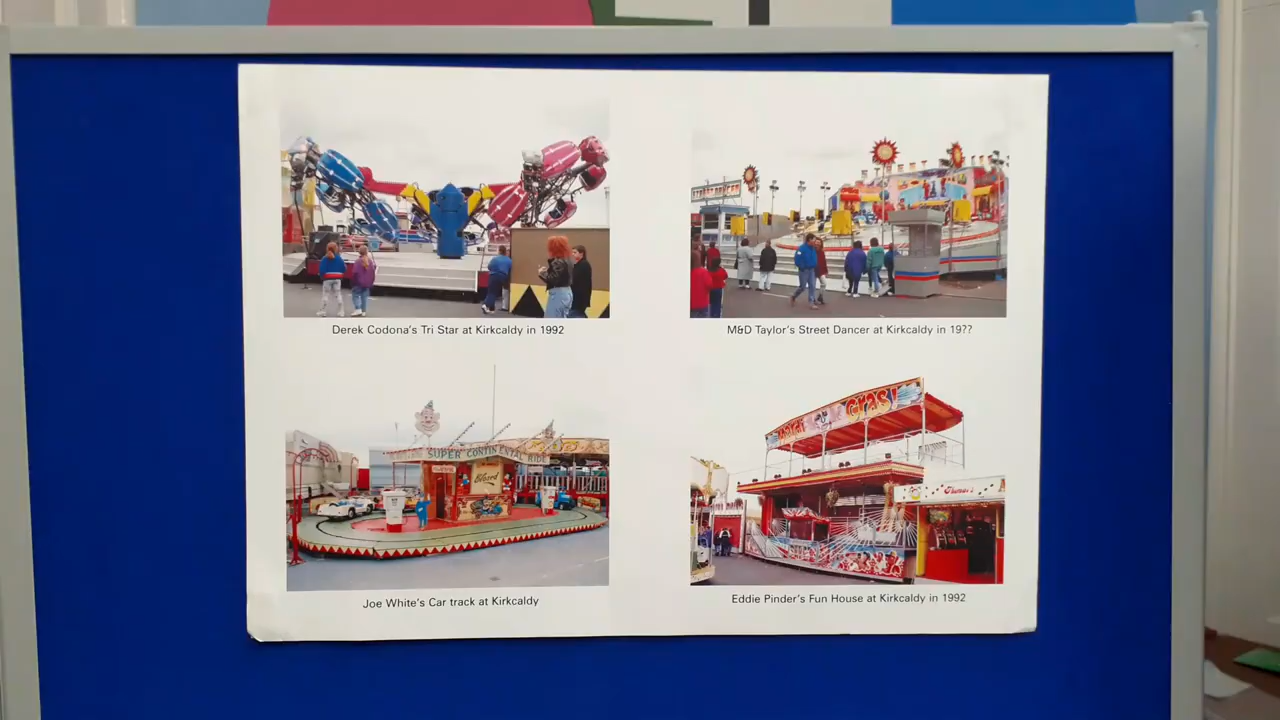 Derek Codona's Tri Star at Kirkcaldy in 1992
M&D Taylor's Street Dancer at Kirkcaldy in 19??
SUPER CONTINENTAL RIDE
Gras!
Joe White's Car track at Kirkcaldy
Eddie Pinder's Fun House at Kirkcaldy in 1992